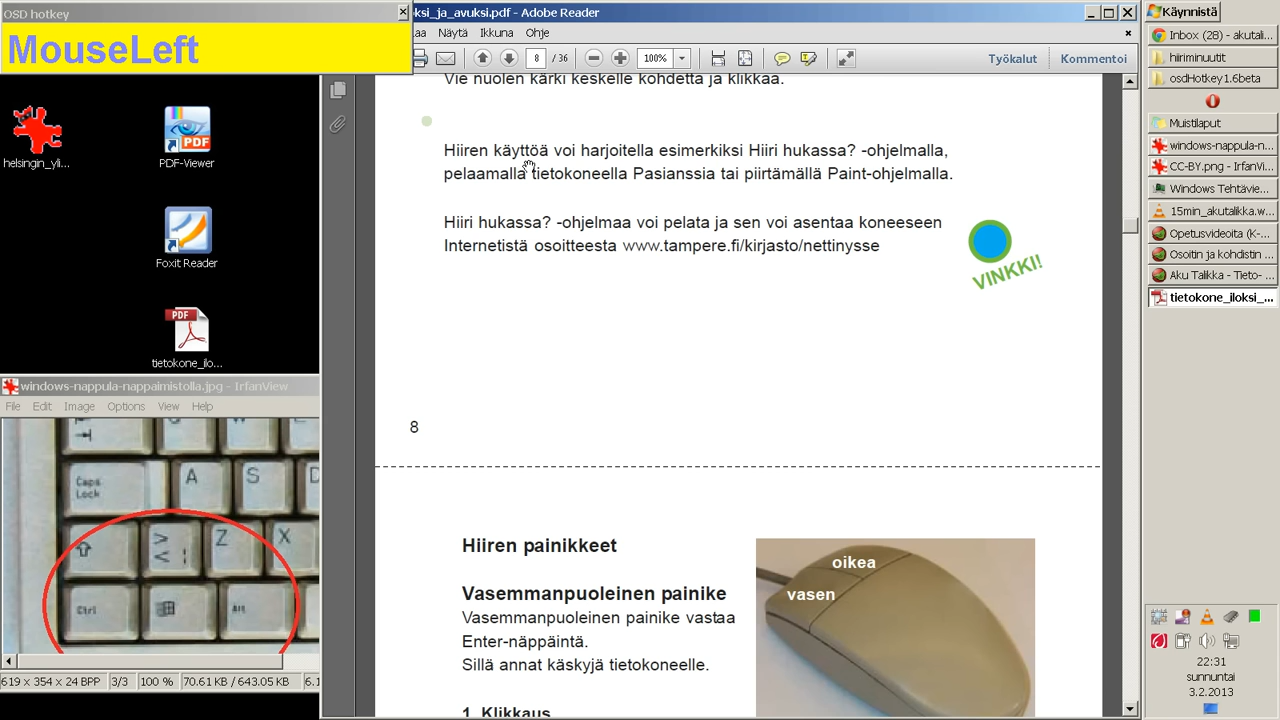 OSD hotkey
MouseLeft
helsingin_yli...
PDF-Viewer
Foxit Reader
tietokone_ilo...
windows-nappula-nappaimistolla.jpg - IrfanView
File Edit Image Options View Help
Caps Lock
A
S
D
>
<
|
Z
X
Ctrl
Alt
619 x 354 x 24 BPP
3/3
100 %
70.61 KB / 643.05 KB
6.1
oksi_ja_avuksi.pdf - Adobe Reader
aa Näytä Ikkuna Ohje
8 / 36
100%
Työkalut
Kommentoi
Vie nuolen kärki keskelle kohdetta ja klikkaa.
Hiiren käyttöä voi harjoitella esimerkiksi Hiiri hukassa? -ohjelmalla,
pelaamalla tietokoneella Pasianssia tai piirtämällä Paint-ohjelmalla.
Hiiri hukassa? -ohjelmaa voi pelata ja sen voi asentaa koneeseen
Internetistä osoitteesta www.tampere.fi/kirjasto/nettinysse
VINKKI!
8
Hiiren painikkeet
Vasemmanpuoleinen painike
Vasemmanpuoleinen painike vastaa
Enter-näppäintä.
Sillä annat käskyjä tietokoneelle.
1. Klikkaus
oikea
vasen
Käynnistä
Inbox (28) - akutali...
hiiriminuutit
osdHotkey1.6beta
Muistilaput
windows-nappula-n...
CC-BY.png - IrfanVi...
Windows Tehtävie...
15min_akutalikka.w...
Opetusvideoita (K-...
Osoitin ja kohdistin ...
Aku Talikka - Tieto- ...
tietokone_iloksi_...
22:31
sunnuntai
3.2.2013